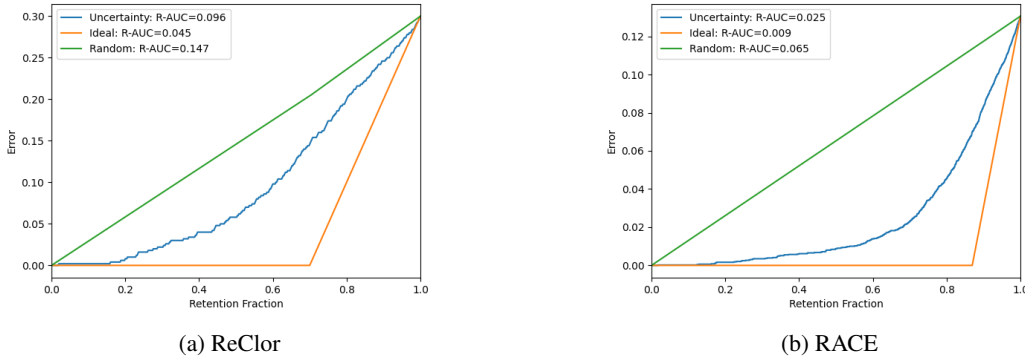 Uncertainty: R-AUC=0.096
Ideal: R-AUC=0.045
Random: R-AUC=0.147
0.30
0.25
0.20
0.15
0.10
0.05
0.00
Error
0.0 0.2 0.4 0.6 0.8 1.0
Retention Fraction
(a) ReClor
Uncertainty: R-AUC=0.025
Ideal: R-AUC=0.009
Random: R-AUC=0.065
0.12
0.10
0.08
0.06
0.04
0.02
0.00
Error
0.0 0.2 0.4 0.6 0.8 1.0
Retention Fraction
(b) RACE